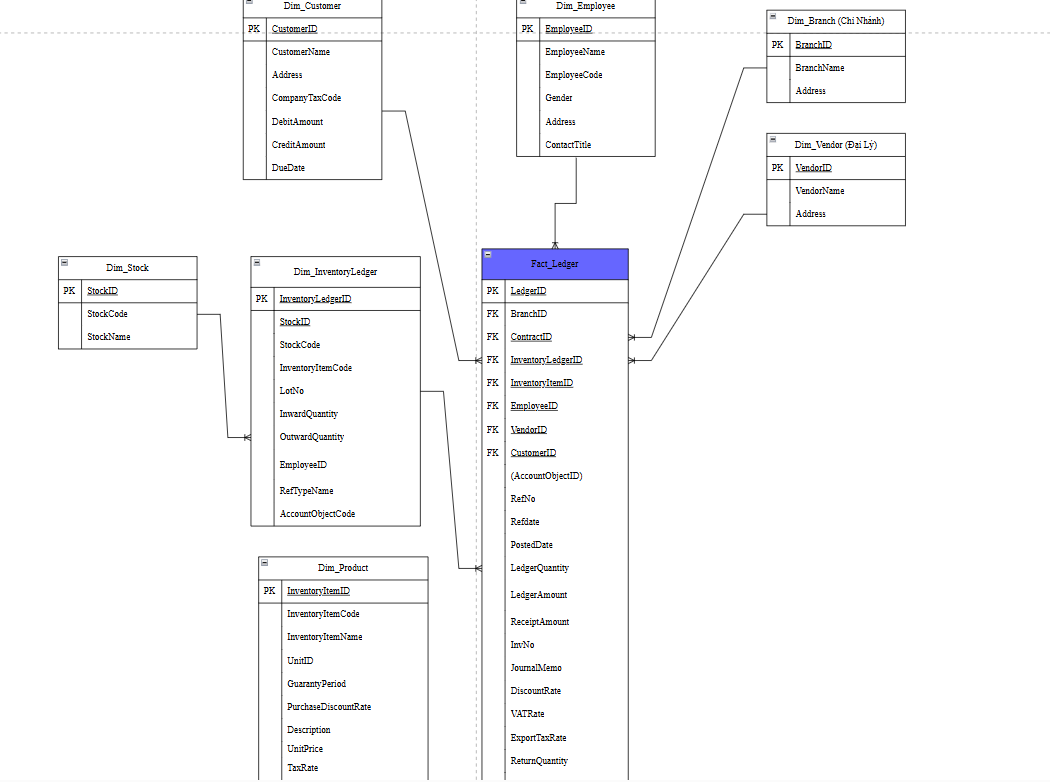 Dim_Customer
PK CustomerID
CustomerName
Address
CompanyTaxCode
DebitAmount
CreditAmount
DueDate
Dim_Employee
PK EmployeeID
EmployeeName
EmployeeCode
Gender
Address
ContactTitle
Dim_Branch (Chi Nhánh)
PK BranchID
BranchName
Address
Dim_Vendor (Đại Lý)
PK VendorID
VendorName
Address
Dim_Stock
PK StockID
StockCode
StockName
Dim_InventoryLedger
PK InventoryLedgerID
StockID
StockCode
InventoryItemCode
LotNo
InwardQuantity
OutwardQuantity
EmployeeID
RefTypeName
AccountObjectCode
Fact_Ledger
PK LedgerID
FK BranchID
FK ContractID
FK InventoryLedgerID
FK InventoryItemID
FK EmployeeID
FK VendorID
FK CustomerID
(AccountObjectID)
RefNo
Refdate
PostedDate
LedgerQuantity
LedgerAmount
ReceiptAmount
InvNo
JournalMemo
DiscountRate
VATRate
ExportTaxRate
ReturnQuantity
Dim_Product
PK InventoryItemID
InventoryItemCode
InventoryItemName
UnitID
GuarantyPeriod
PurchaseDiscountRate
Description
UnitPrice
TaxRate